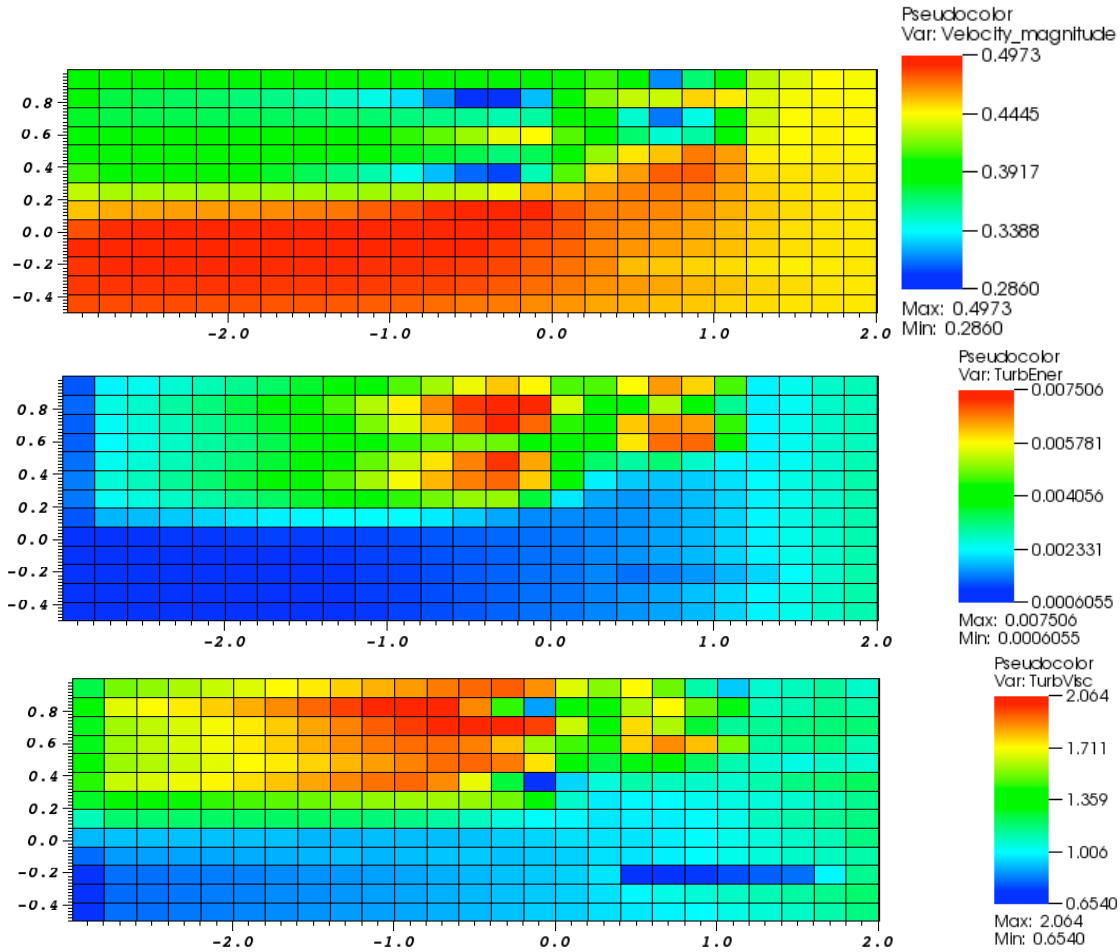 Pseudocolor
Var: Velocity_magnitude
0.4973
0.4445
0.3917
0.3388
0.2860
Max: 0.4973
Min: 0.2860
0.8
0.6
0.4
0.2
0.0
-0.2
-0.4
-2.0 -1.0 0.0 1.0 2.0
Pseudocolor
Var: TurbEner
0.007506
0.005781
0.004056
0.002331
0.0006055
Max: 0.007506
Min: 0.0006055
0.8
0.6
0.4
0.2
0.0
-0.2
-0.4
-2.0 -1.0 0.0 1.0 2.0
Pseudocolor
Var: TurbVisc
2.064
1.711
1.359
1.006
0.6540
Max: 2.064
Min: 0.6540
0.8
0.6
0.4
0.2
0.0
-0.2
-0.4
-2.0 -1.0 0.0 1.0 2.0